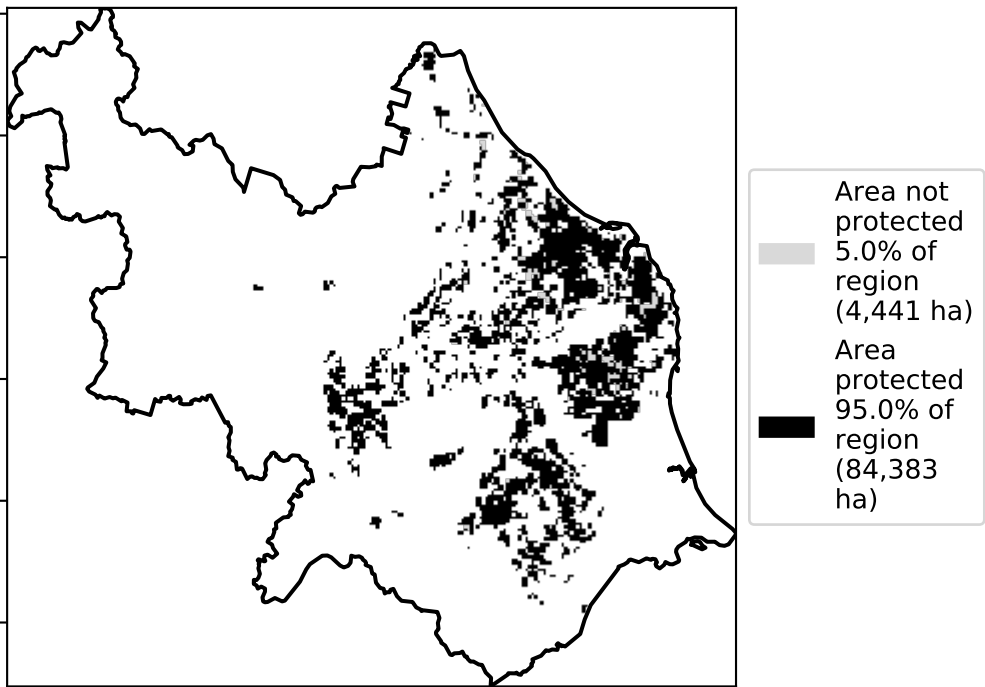 Area not
protected
5.0% of
region
(4,441 ha)
Area
protected
95.0% of
region
(84,383
ha)